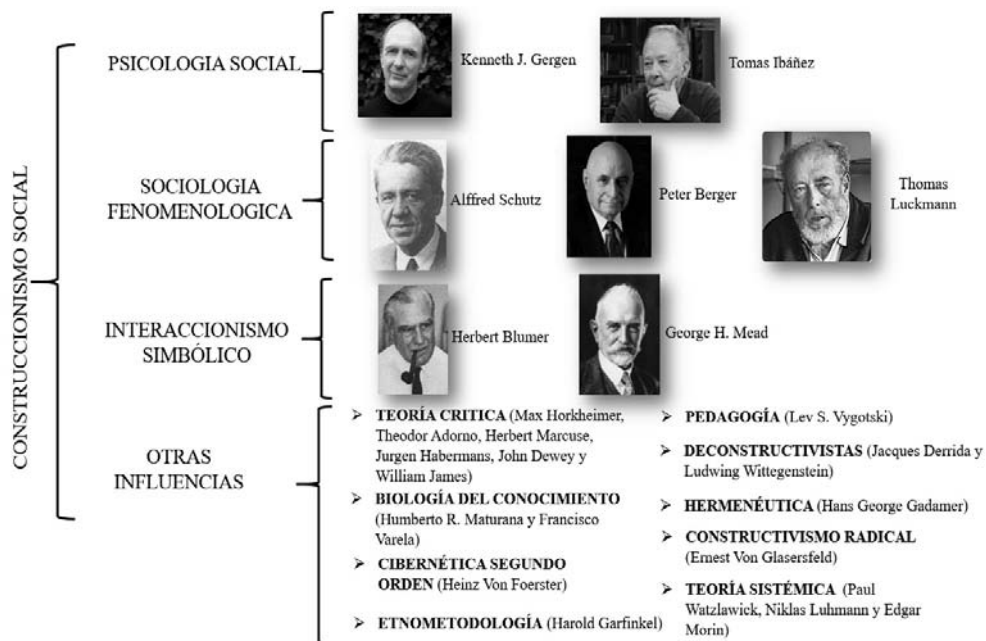 CONSTRUCCIONISMO SOCIAL
PSICOLOGIA SOCIAL
Kenneth J. Gergen
Tomas Ibáñez
SOCIOLOGIA
FENOMENOLOGICA
Alffred Schutz
Peter Berger
Thomas
Luckmann
INTERACCIONISMO
SIMBÓLICO
Herbert Blumer
George H. Mead
OTRAS
INFLUENCIAS
➤ TEORÍA CRITICA (Max Horkheimer,
Theodor Adorno, Herbert Marcuse,
Jurgen Habermans, John Dewey y
William James)
➤ BIOLOGÍA DEL CONOCIMIENTO
(Humberto R. Maturana y Francisco
Varela)
➤ CIBERNÉTICA SEGUNDO
ORDEN (Heinz Von Foerster)
➤ ETNOMETODOLOGÍA (Harold Garfinkel)
➤ PEDAGOGÍA (Lev S. Vygotski)
➤ DECONSTRUCTIVISTAS (Jacques Derrida y
Ludwing Wittegenstein)
➤ HERMENÉUTICA (Hans George Gadamer)
➤ CONSTRUCTIVISMO RADICAL
(Ernest Von Glasersfeld)
➤ TEORÍA SISTÉMICA (Paul
Watzlawick, Niklas Luhmann y Edgar
Morin)